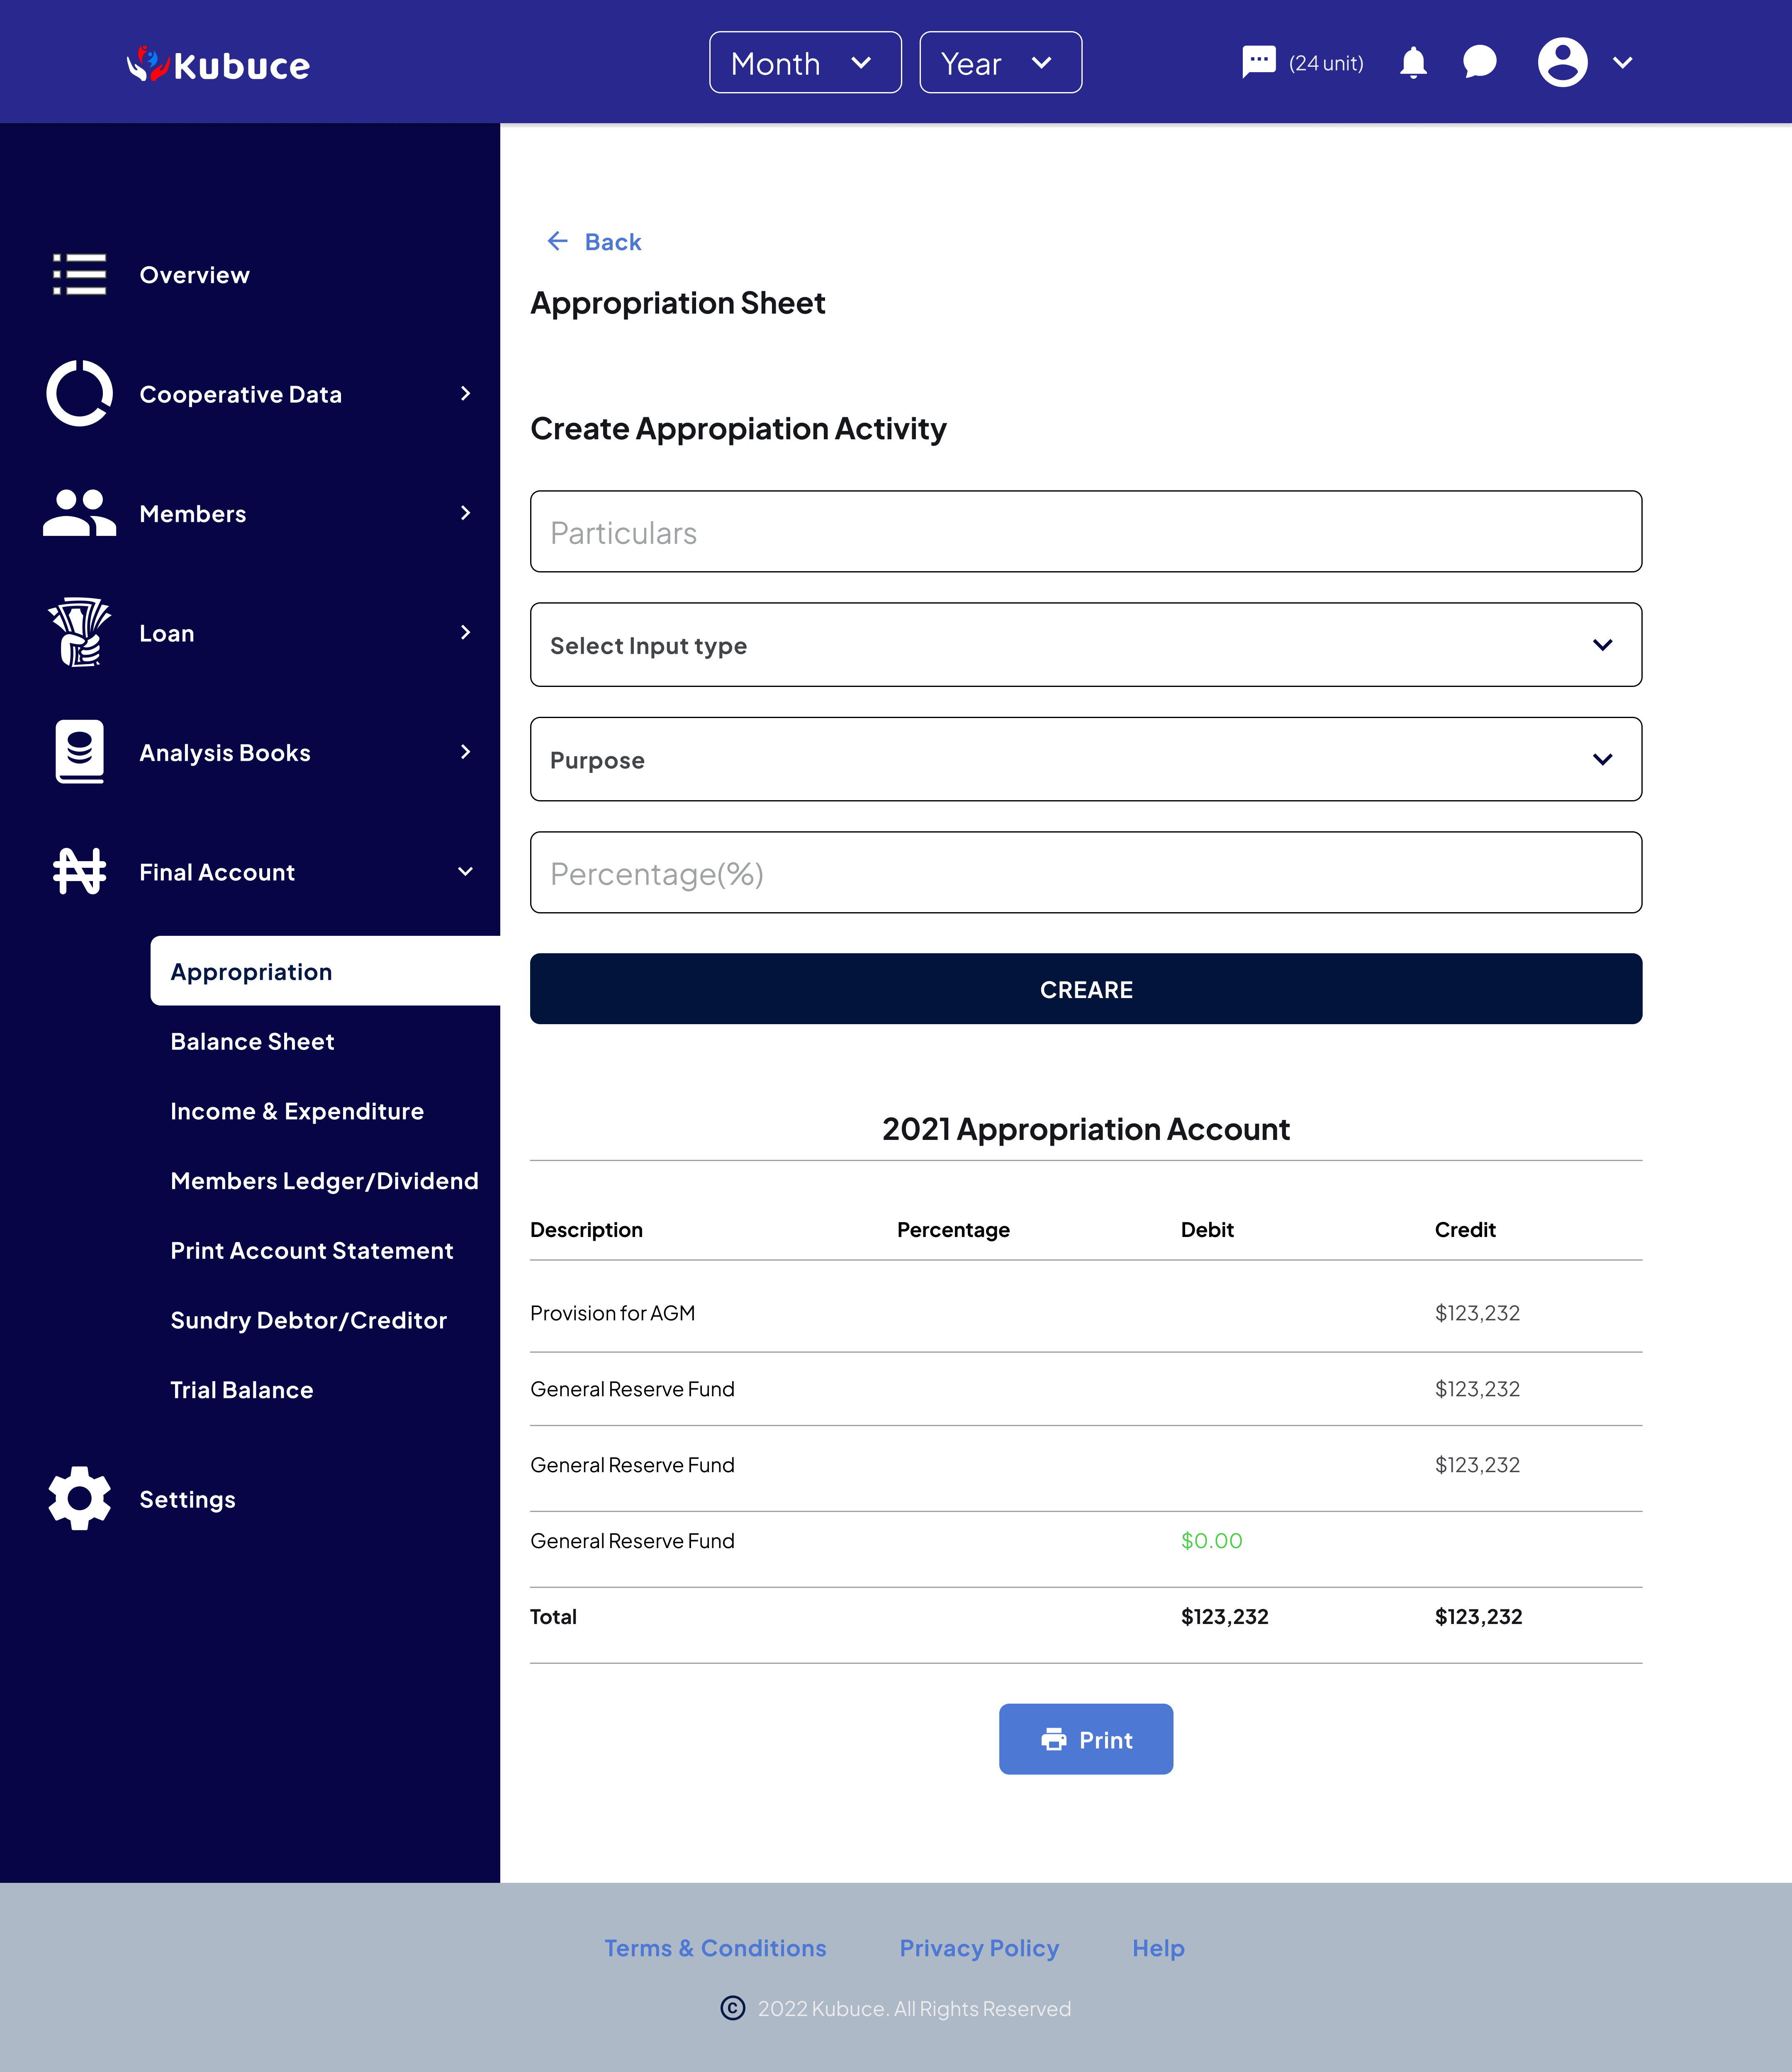 Kubuce
Month
Year
(24 unit)
Overview
Cooperative Data
Members
Loan
Analysis Books
Final Account
Appropriation
Balance Sheet
Income & Expenditure
Members Ledger/Dividend
Print Account Statement
Sundry Debtor/Creditor
Trial Balance
Settings
Back
Appropriation Sheet
Create Appropiation Activity
Particulars
Select Input type
Purpose
Percentage(%)
CREARE
2021 Appropriation Account
Description Percentage Debit Credit
Provision for AGM $123,232
General Reserve Fund $123,232
General Reserve Fund $123,232
General Reserve Fund $0.00
Total $123,232 $123,232
Print
Terms & Conditions Privacy Policy Help
© 2022 Kubuce. All Rights Reserved